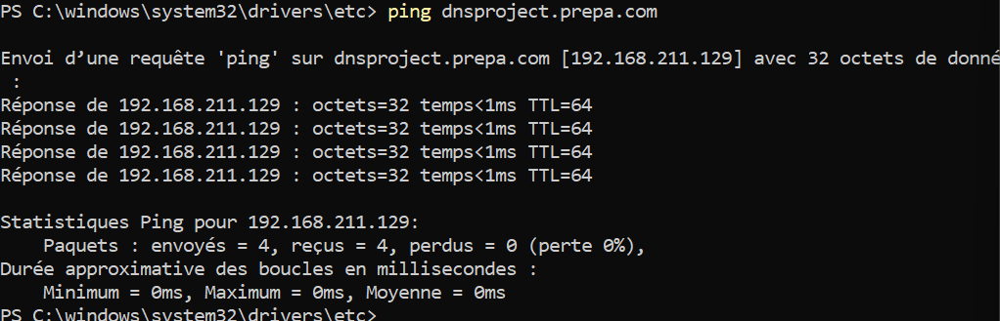 PS C:\windows\system32\drivers\etc> ping dnsproject.prepa.com
Envoi d’une requête 'ping' sur dnsproject.prepa.com [192.168.211.129] avec 32 octets de donné
:
Réponse de 192.168.211.129 : octets=32 temps<1ms TTL=64
Réponse de 192.168.211.129 : octets=32 temps<1ms TTL=64
Réponse de 192.168.211.129 : octets=32 temps<1ms TTL=64
Réponse de 192.168.211.129 : octets=32 temps<1ms TTL=64
Statistiques Ping pour 192.168.211.129:
Paquets : envoyés = 4, reçus = 4, perdus = 0 (perte 0%),
Durée approximative des boucles en millisecondes :
Minimum = 0ms, Maximum = 0ms, Moyenne = 0ms
PS C:\windows\system32\drivers\etc>